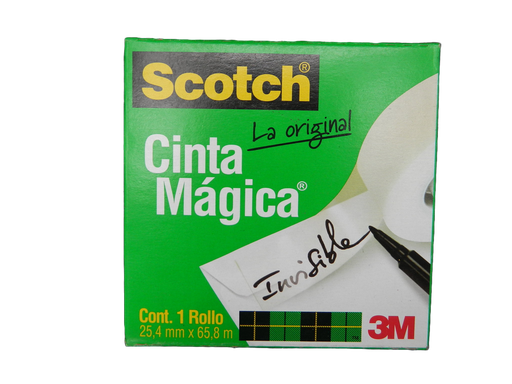 Scotch®
La original
Cinta
Mágica®
Invisible
Cont. 1 Rollo
25,4 mm x 65,8 m
3M